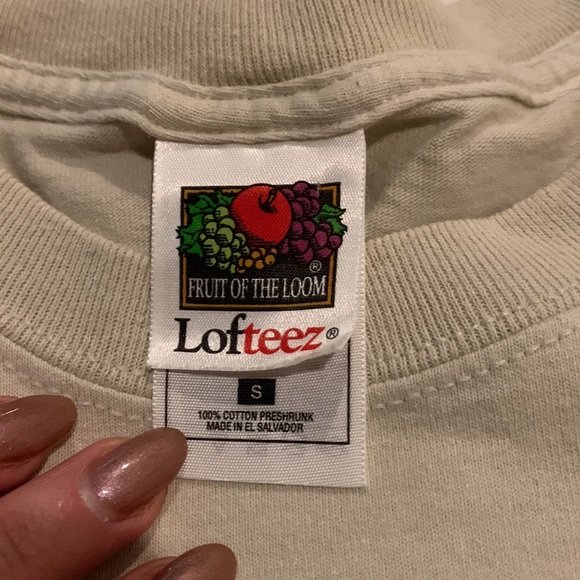 ®
FRUIT OF THE LOOM
Lofteez®
S
100% COTTON PRESHRUNK
MADE IN EL SALVADOR